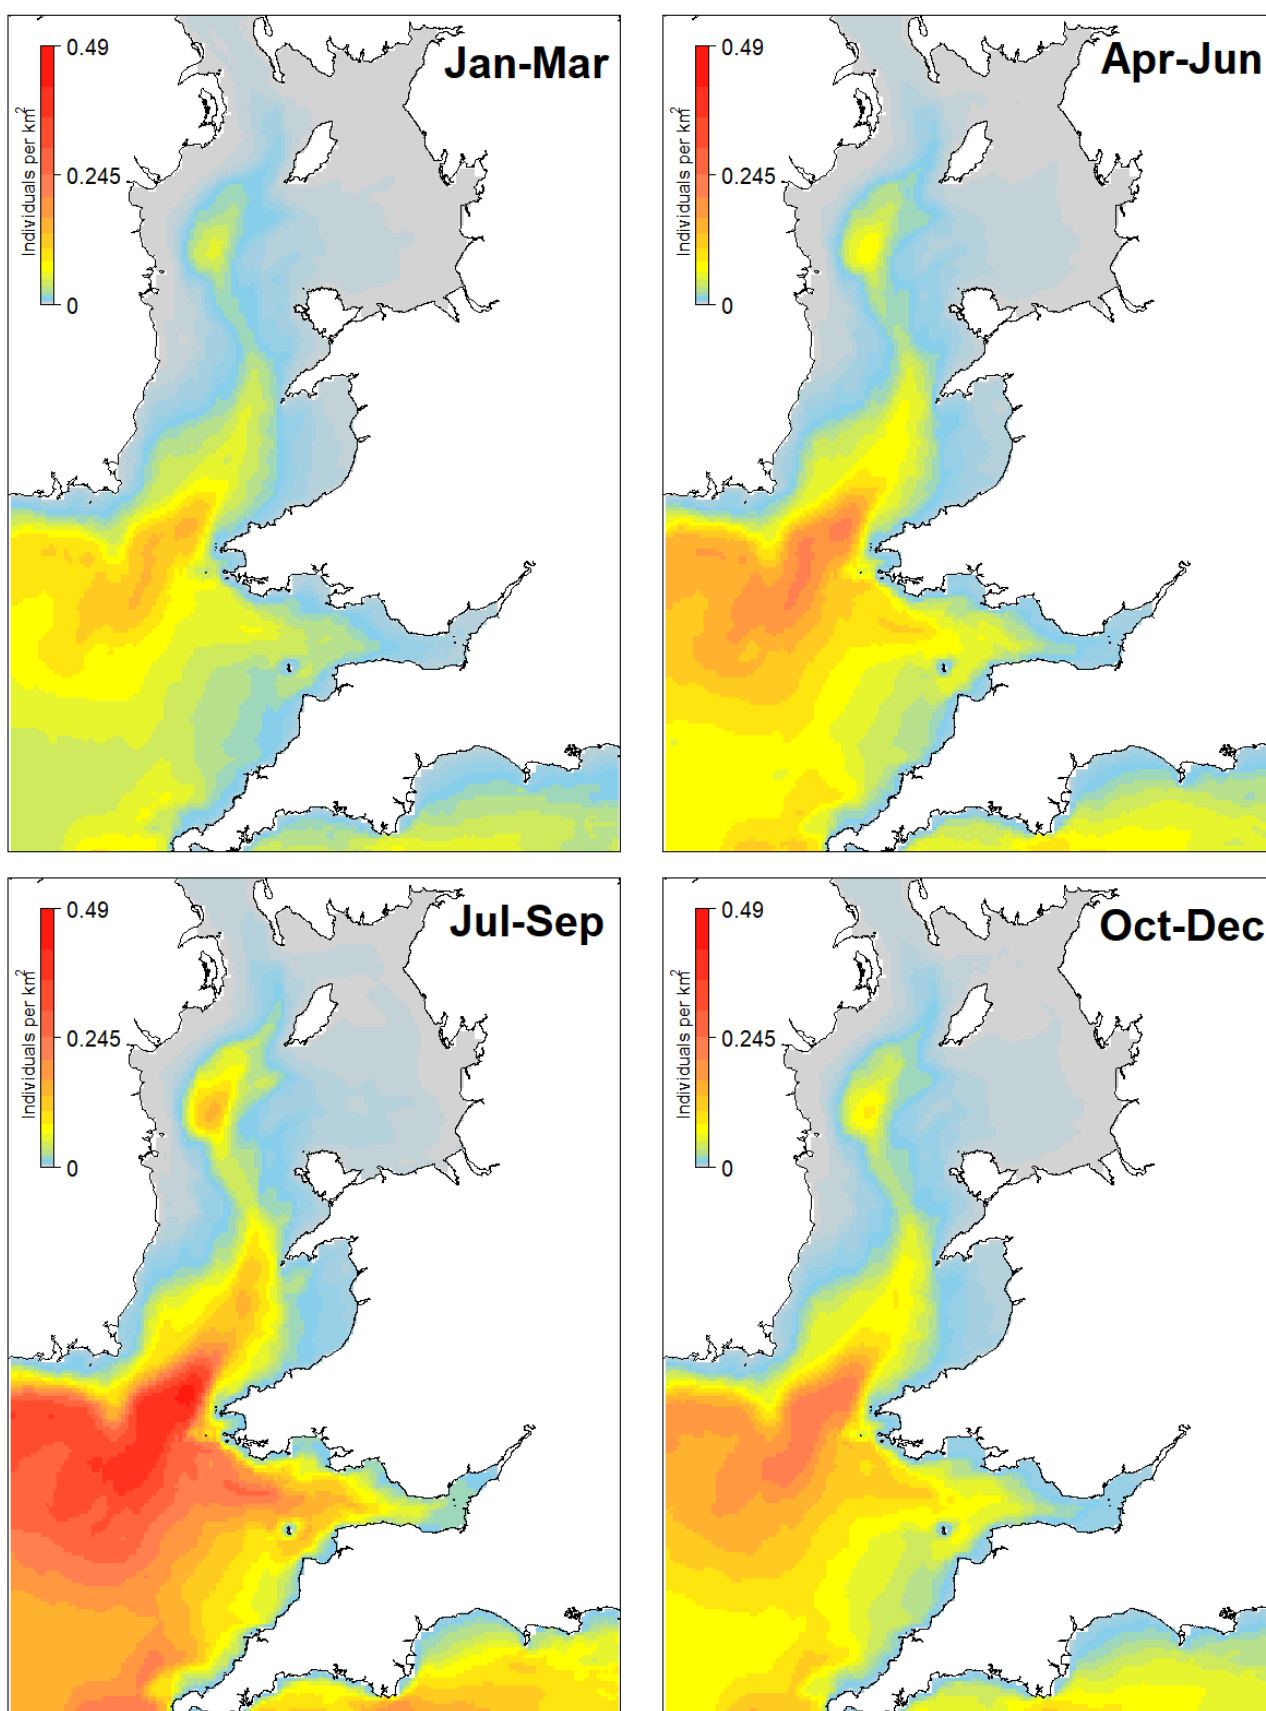 Jan-Mar
0.49
0.245
0
Individuals per km²
Apr-Jun
0.49
0.245
0
Individuals per km²
Jul-Sep
0.49
0.245
0
Individuals per km²
Oct-Dec
0.49
0.245
0
Individuals per km²